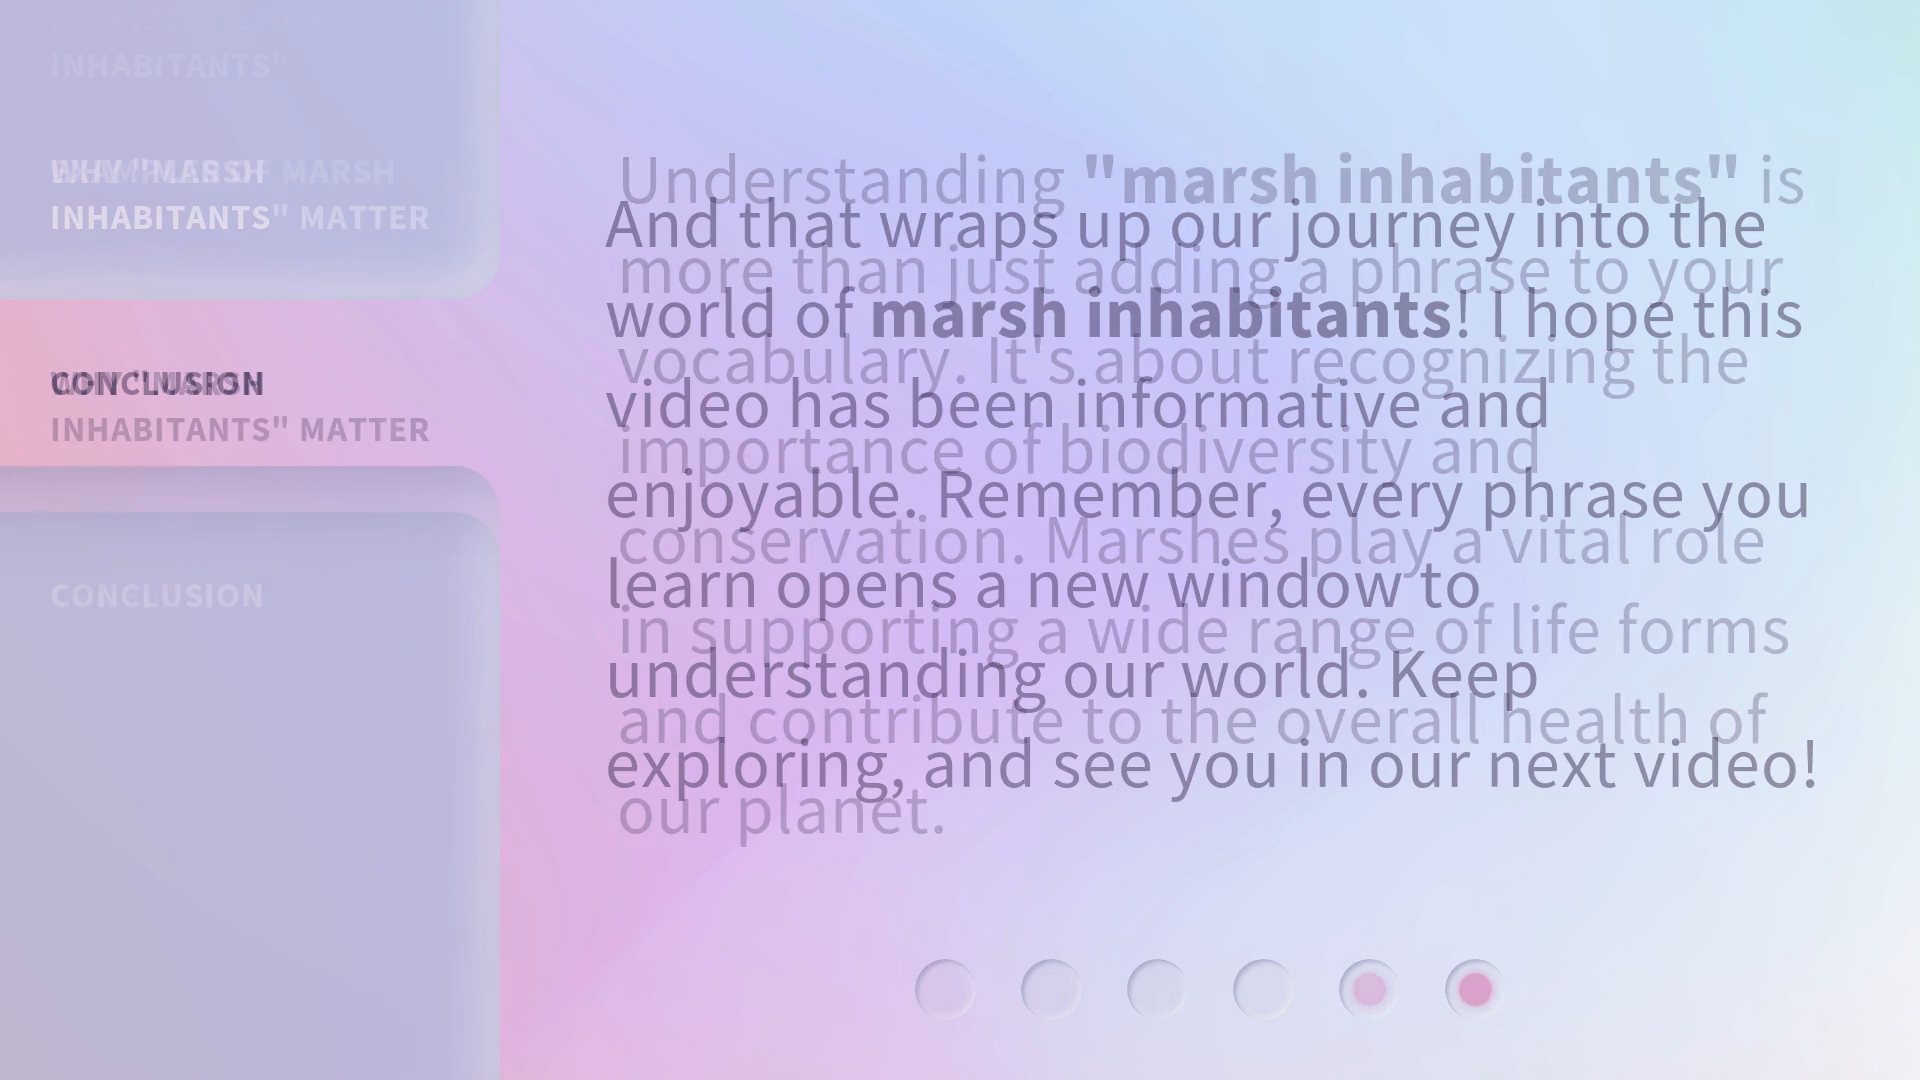 INHABITANTS"
WHY "MARSH
INHABITANTS" MATTER
CONCLUSION
INHABITANTS" MATTER
CONCLUSION
Understanding "marsh inhabitants" is
more than just adding a phrase to your
vocabulary. It's about recognizing the
importance of biodiversity and
conservation. Marshes play a vital role
in supporting a wide range of life forms
and contribute to the overall health of
our planet.
And that wraps up our journey into the
world of marsh inhabitants! I hope this
video has been informative and
enjoyable. Remember, every phrase you
learn opens a new window to
understanding our world. Keep
exploring, and see you in our next video!